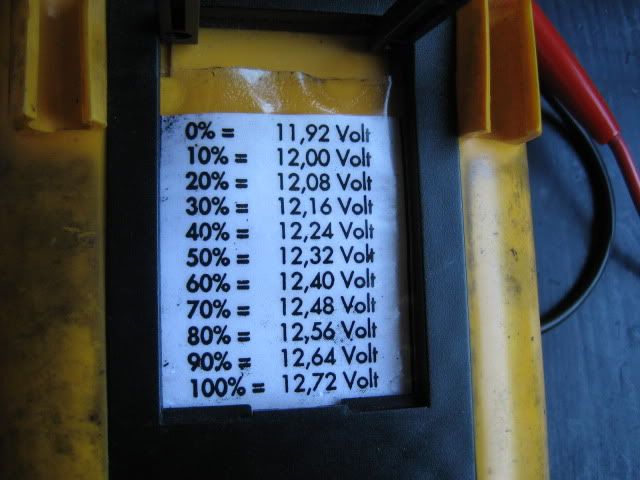 0% = 11,92 Volt
10% = 12,00 Volt
20% = 12,08 Volt
30% = 12,16 Volt
40% = 12,24 Volt
50% = 12,32 Volt
60% = 12,40 Volt
70% = 12,48 Volt
80% = 12,56 Volt
90% = 12,64 Volt
100% = 12,72 Volt